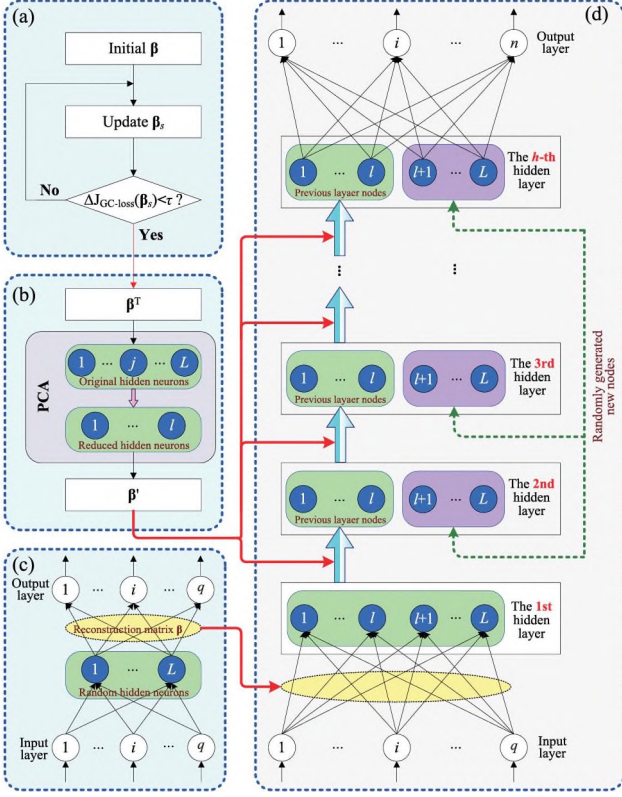 (a)
Initial β
Update βs
ΔJGC-loss(βs)<τ ?
No
Yes
(b)
βᵀ
PCA
1 ... j ... L
Original hidden neurons
1 ... l
Reduced hidden neurons
β'
(c)
Output layer
1 ... i ... q
Reconstruction matrix β
1 ... L
Random hidden neurons
Input layer
1 ... i ... q
(d)
1 ... i ... n
Output layer
1 ... l
Previous layaer nodes
l+1 ... L
The h-th hidden layer
...
...
1 ... l
Previous layaer nodes
l+1 ... L
The 3rd hidden layer
Randomly generated new nodes
1 ... l
Previous layaer nodes
l+1 ... L
The 2nd hidden layer
1 ... l l+1 ... L
The 1st hidden layer
1 ... i ... q
Input layer